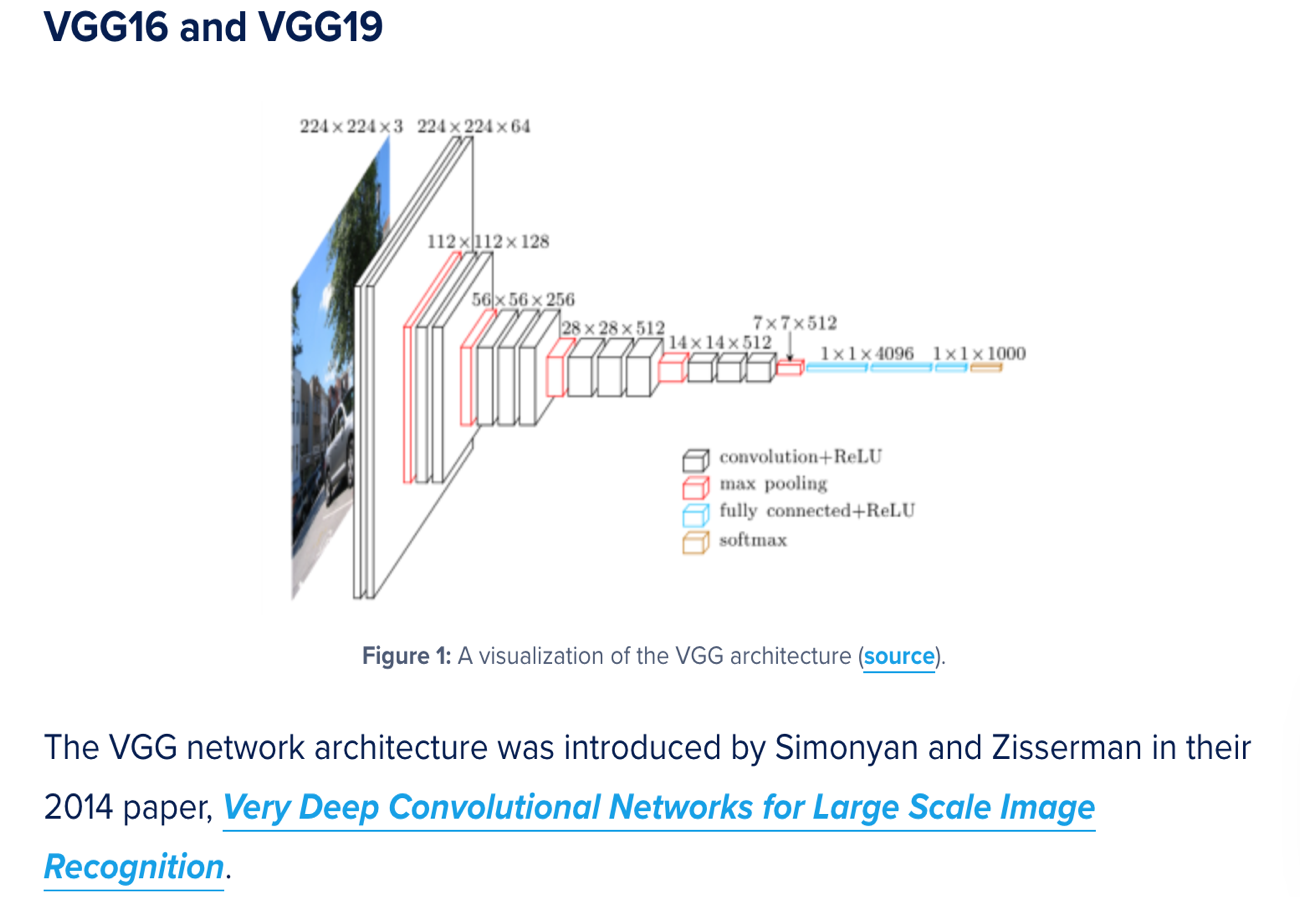 VGG16 and VGG19
224×224×3 224×224×64
112×112×128
56×56×256
28×28×512
14×14×512
7×7×512
1×1×4096 1×1×1000
convolution+ReLU
max pooling
fully connected+ReLU
softmax
Figure 1: A visualization of the VGG architecture (source).
The VGG network architecture was introduced by Simonyan and Zisserman in their
2014 paper, Very Deep Convolutional Networks for Large Scale Image
Recognition.